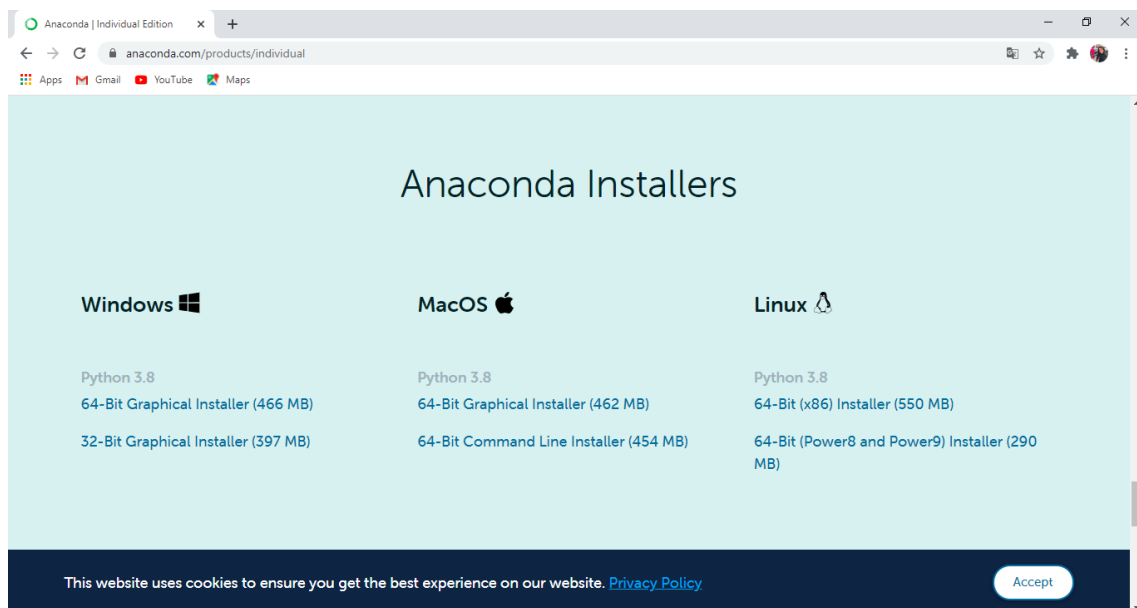 Anaconda | Individual Edition
anaconda.com/products/individual
Apps Gmail YouTube Maps
Anaconda Installers
Windows MacOS Linux
Python 3.8 Python 3.8 Python 3.8
64-Bit Graphical Installer (466 MB) 64-Bit Graphical Installer (462 MB) 64-Bit (x86) Installer (550 MB)
32-Bit Graphical Installer (397 MB) 64-Bit Command Line Installer (454 MB) 64-Bit (Power8 and Power9) Installer (290
MB)
This website uses cookies to ensure you get the best experience on our website. Privacy Policy Accept